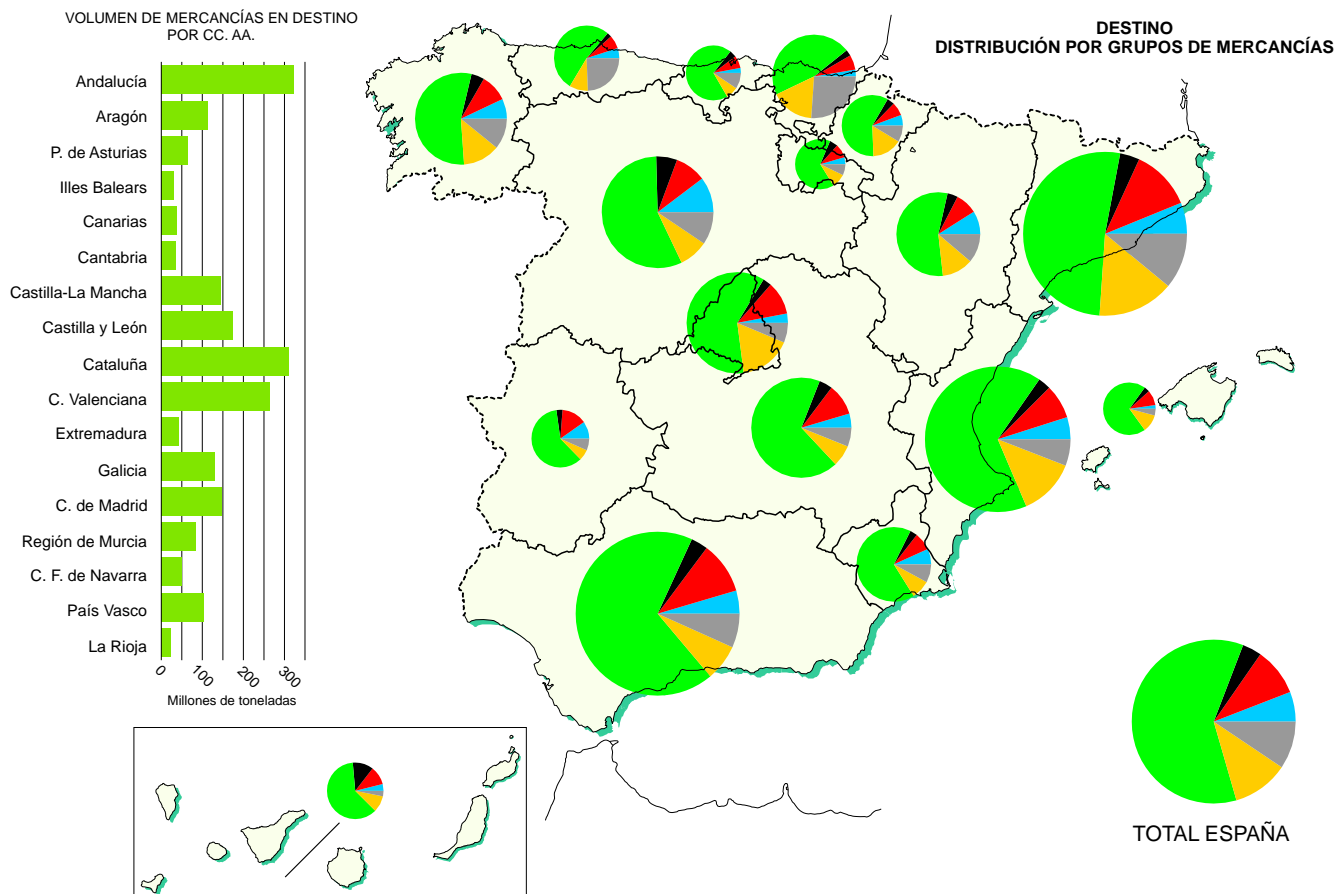 VOLUMEN DE MERCANCÍAS EN DESTINO
POR CC. AA.
DESTINO
DISTRIBUCIÓN POR GRUPOS DE MERCANCÍAS
Andalucía
Aragón
P. de Asturias
Illes Balears
Canarias
Cantabria
Castilla-La Mancha
Castilla y León
Cataluña
C. Valenciana
Extremadura
Galicia
C. de Madrid
Región de Murcia
C. F. de Navarra
País Vasco
La Rioja
0 100 200 300
Millones de toneladas
TOTAL ESPAÑA